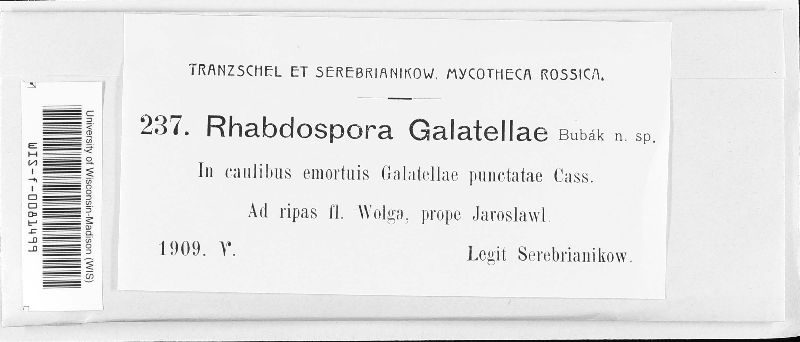 TRANZSCHEL ET SEREBRIANIKOW. MYCOTHECA ROSSICA.
237. Rhabdospora Galatellae Bubák n. sp.
In caulibus emortuis Galatellae punctatae Cass.
Ad ripas fl. Wolga, prope Jaroslawl.
1909. V. Legit Serebrianikow.
University of Wisconsin-Madison (WIS)
WIS-f-0081499